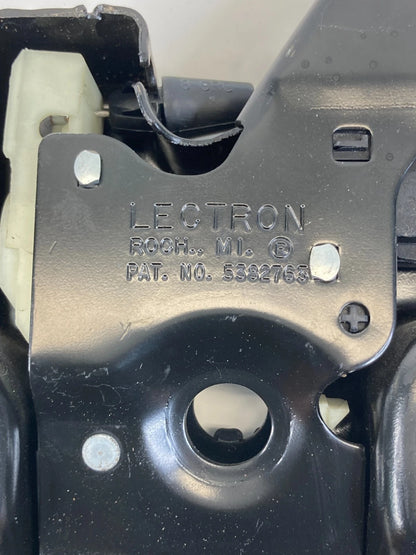 LECTRON
ROCH., MI. ®
PAT. NO. 5382763